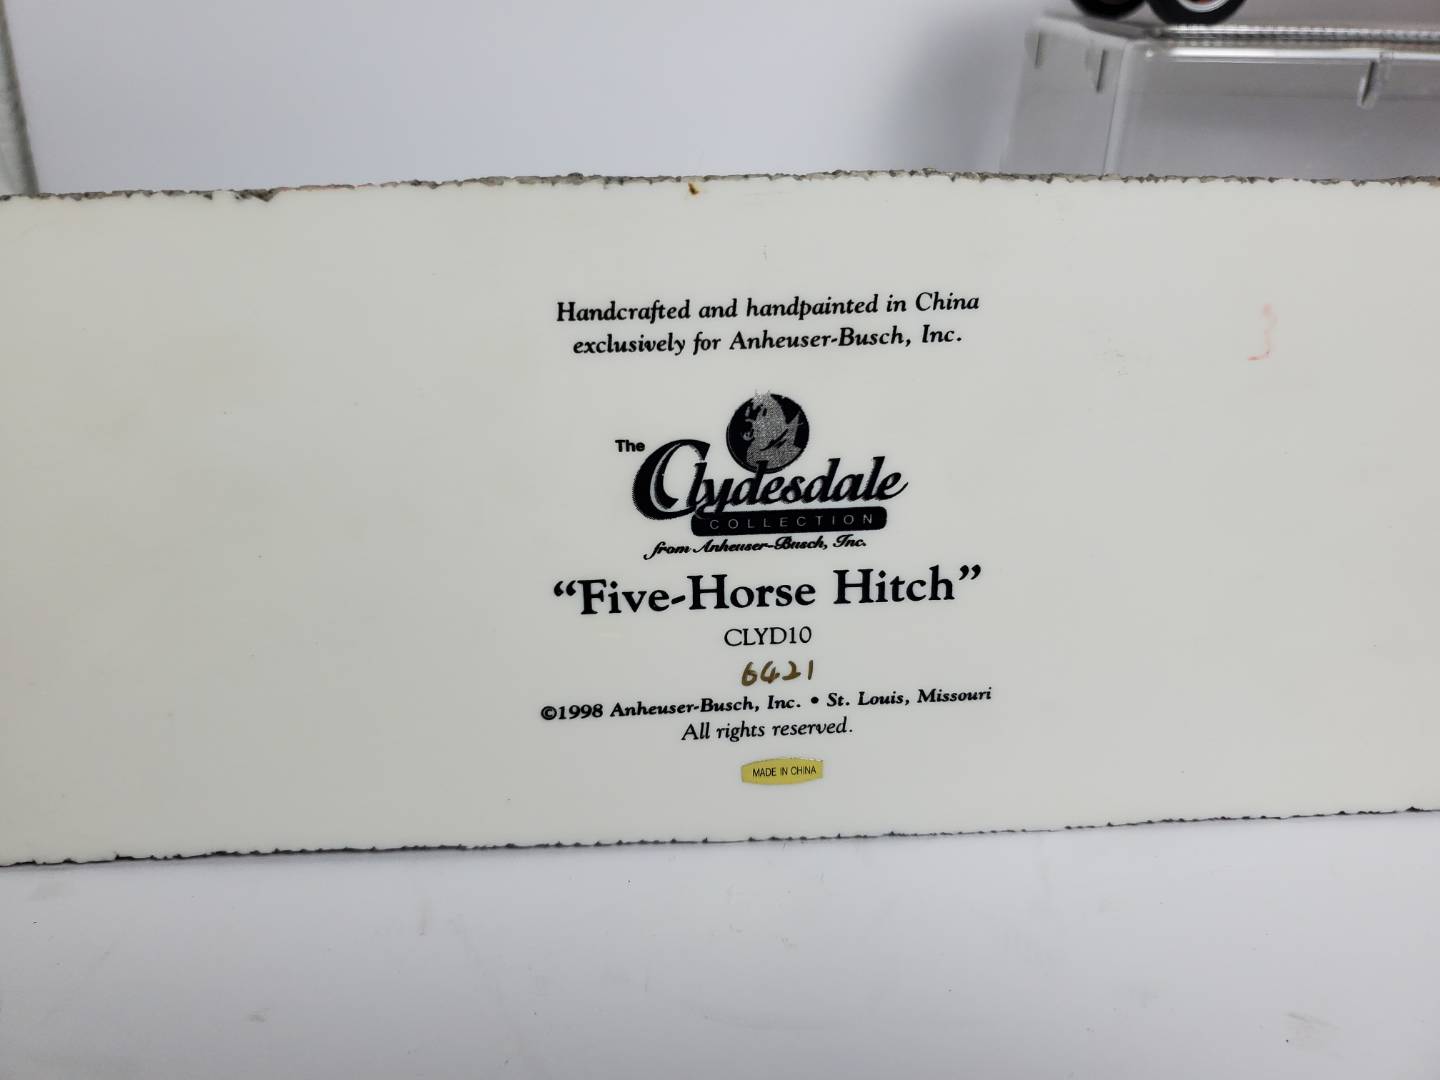 Handcrafted and handpainted in China
exclusively for Anheuser-Busch, Inc.
The
Clydesdale
COLLECTION
from Anheuser-Busch, Inc.
“Five-Horse Hitch”
CLYD10
6421
©1998 Anheuser-Busch, Inc. • St. Louis, Missouri
All rights reserved.
MADE IN CHINA